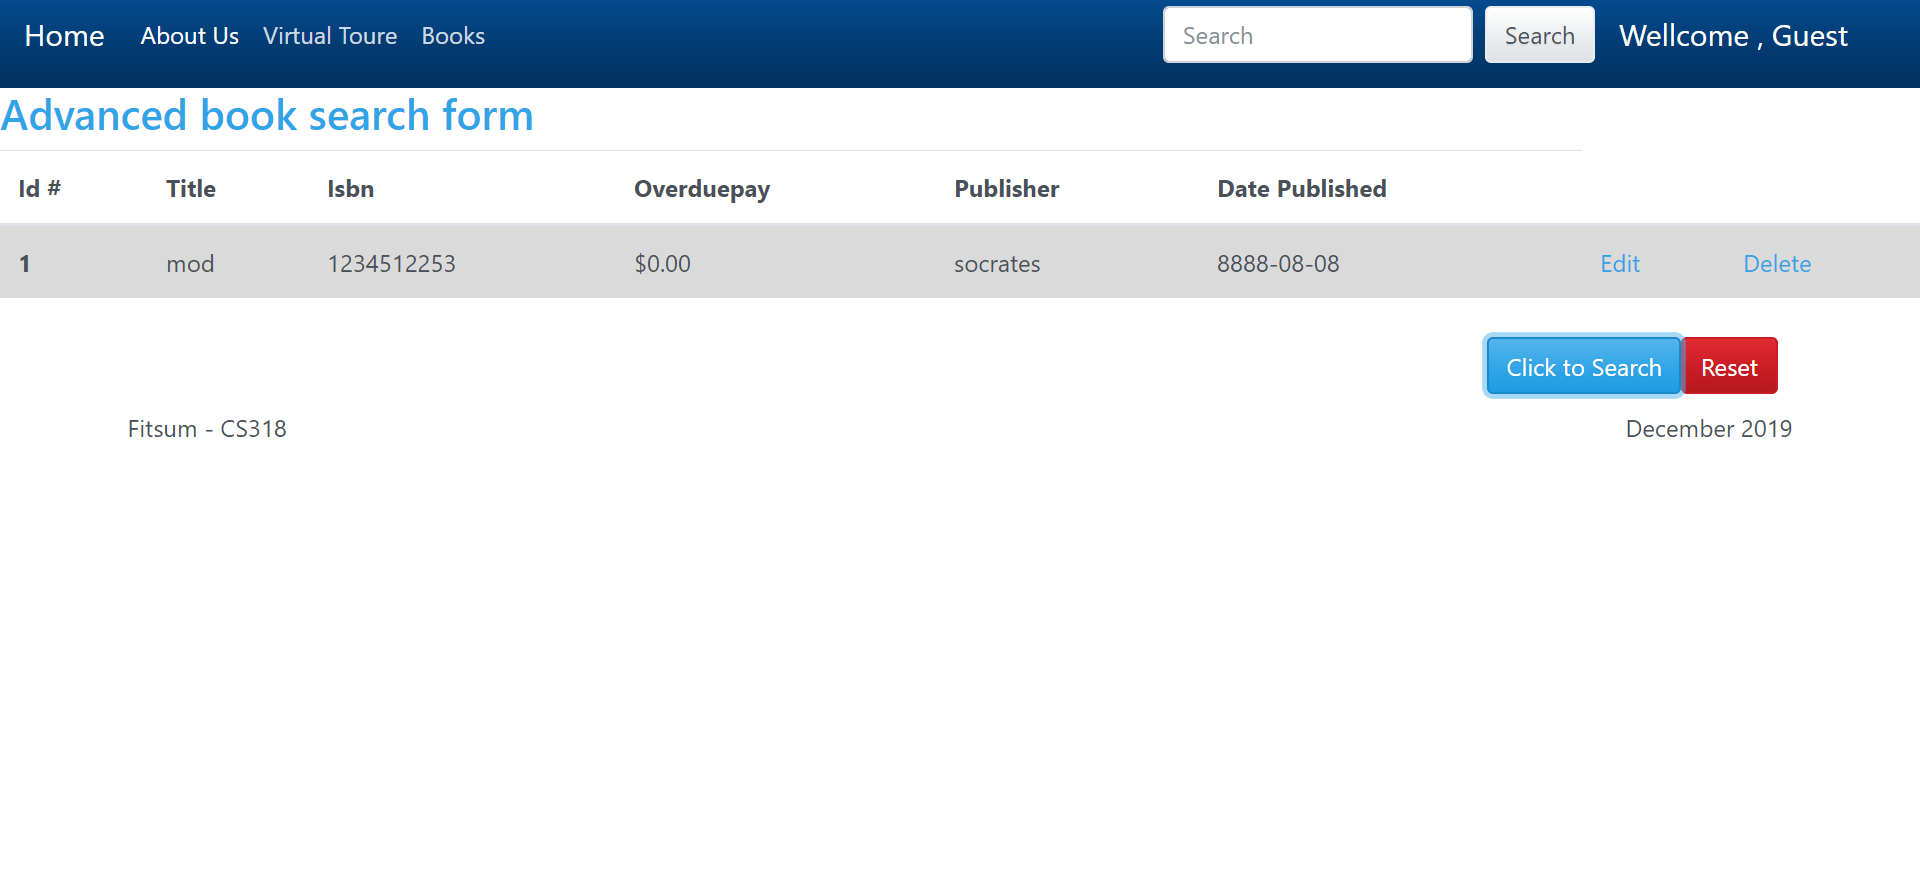 Home About Us Virtual Toure Books Search Search Wellcome , Guest
Advanced book search form
Id # Title Isbn Overduepay Publisher Date Published
1 mod 1234512253 $0.00 socrates 8888-08-08 Edit Delete
Click to Search Reset
Fitsum - CS318 December 2019